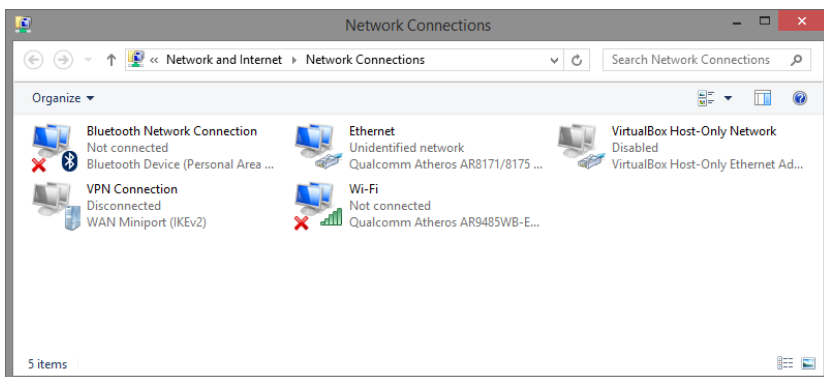 Network Connections
« Network and Internet Network Connections
Search Network Connections
Organize
Bluetooth Network Connection
Not connected
Bluetooth Device (Personal Area ...
Ethernet
Unidentified network
Qualcomm Atheros AR8171/8175 ...
VirtualBox Host-Only Network
Disabled
VirtualBox Host-Only Ethernet Ad...
VPN Connection
Disconnected
WAN Miniport (IKEv2)
Wi-Fi
Not connected
Qualcomm Atheros AR9485WB-E...
5 items